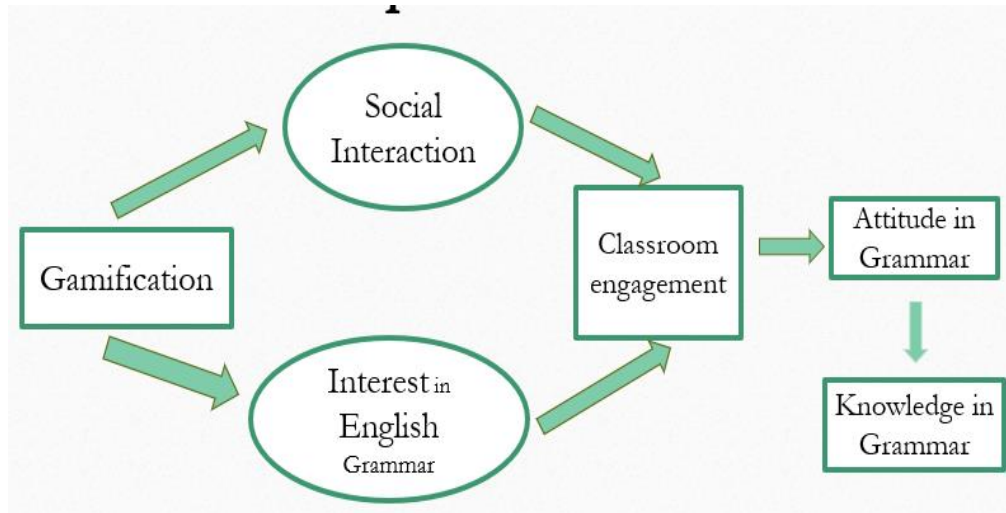 Social
Interaction
Gamification
Classroom
engagement
Attitude in
Grammar
Interest in
English
Grammar
Knowledge in
Grammar